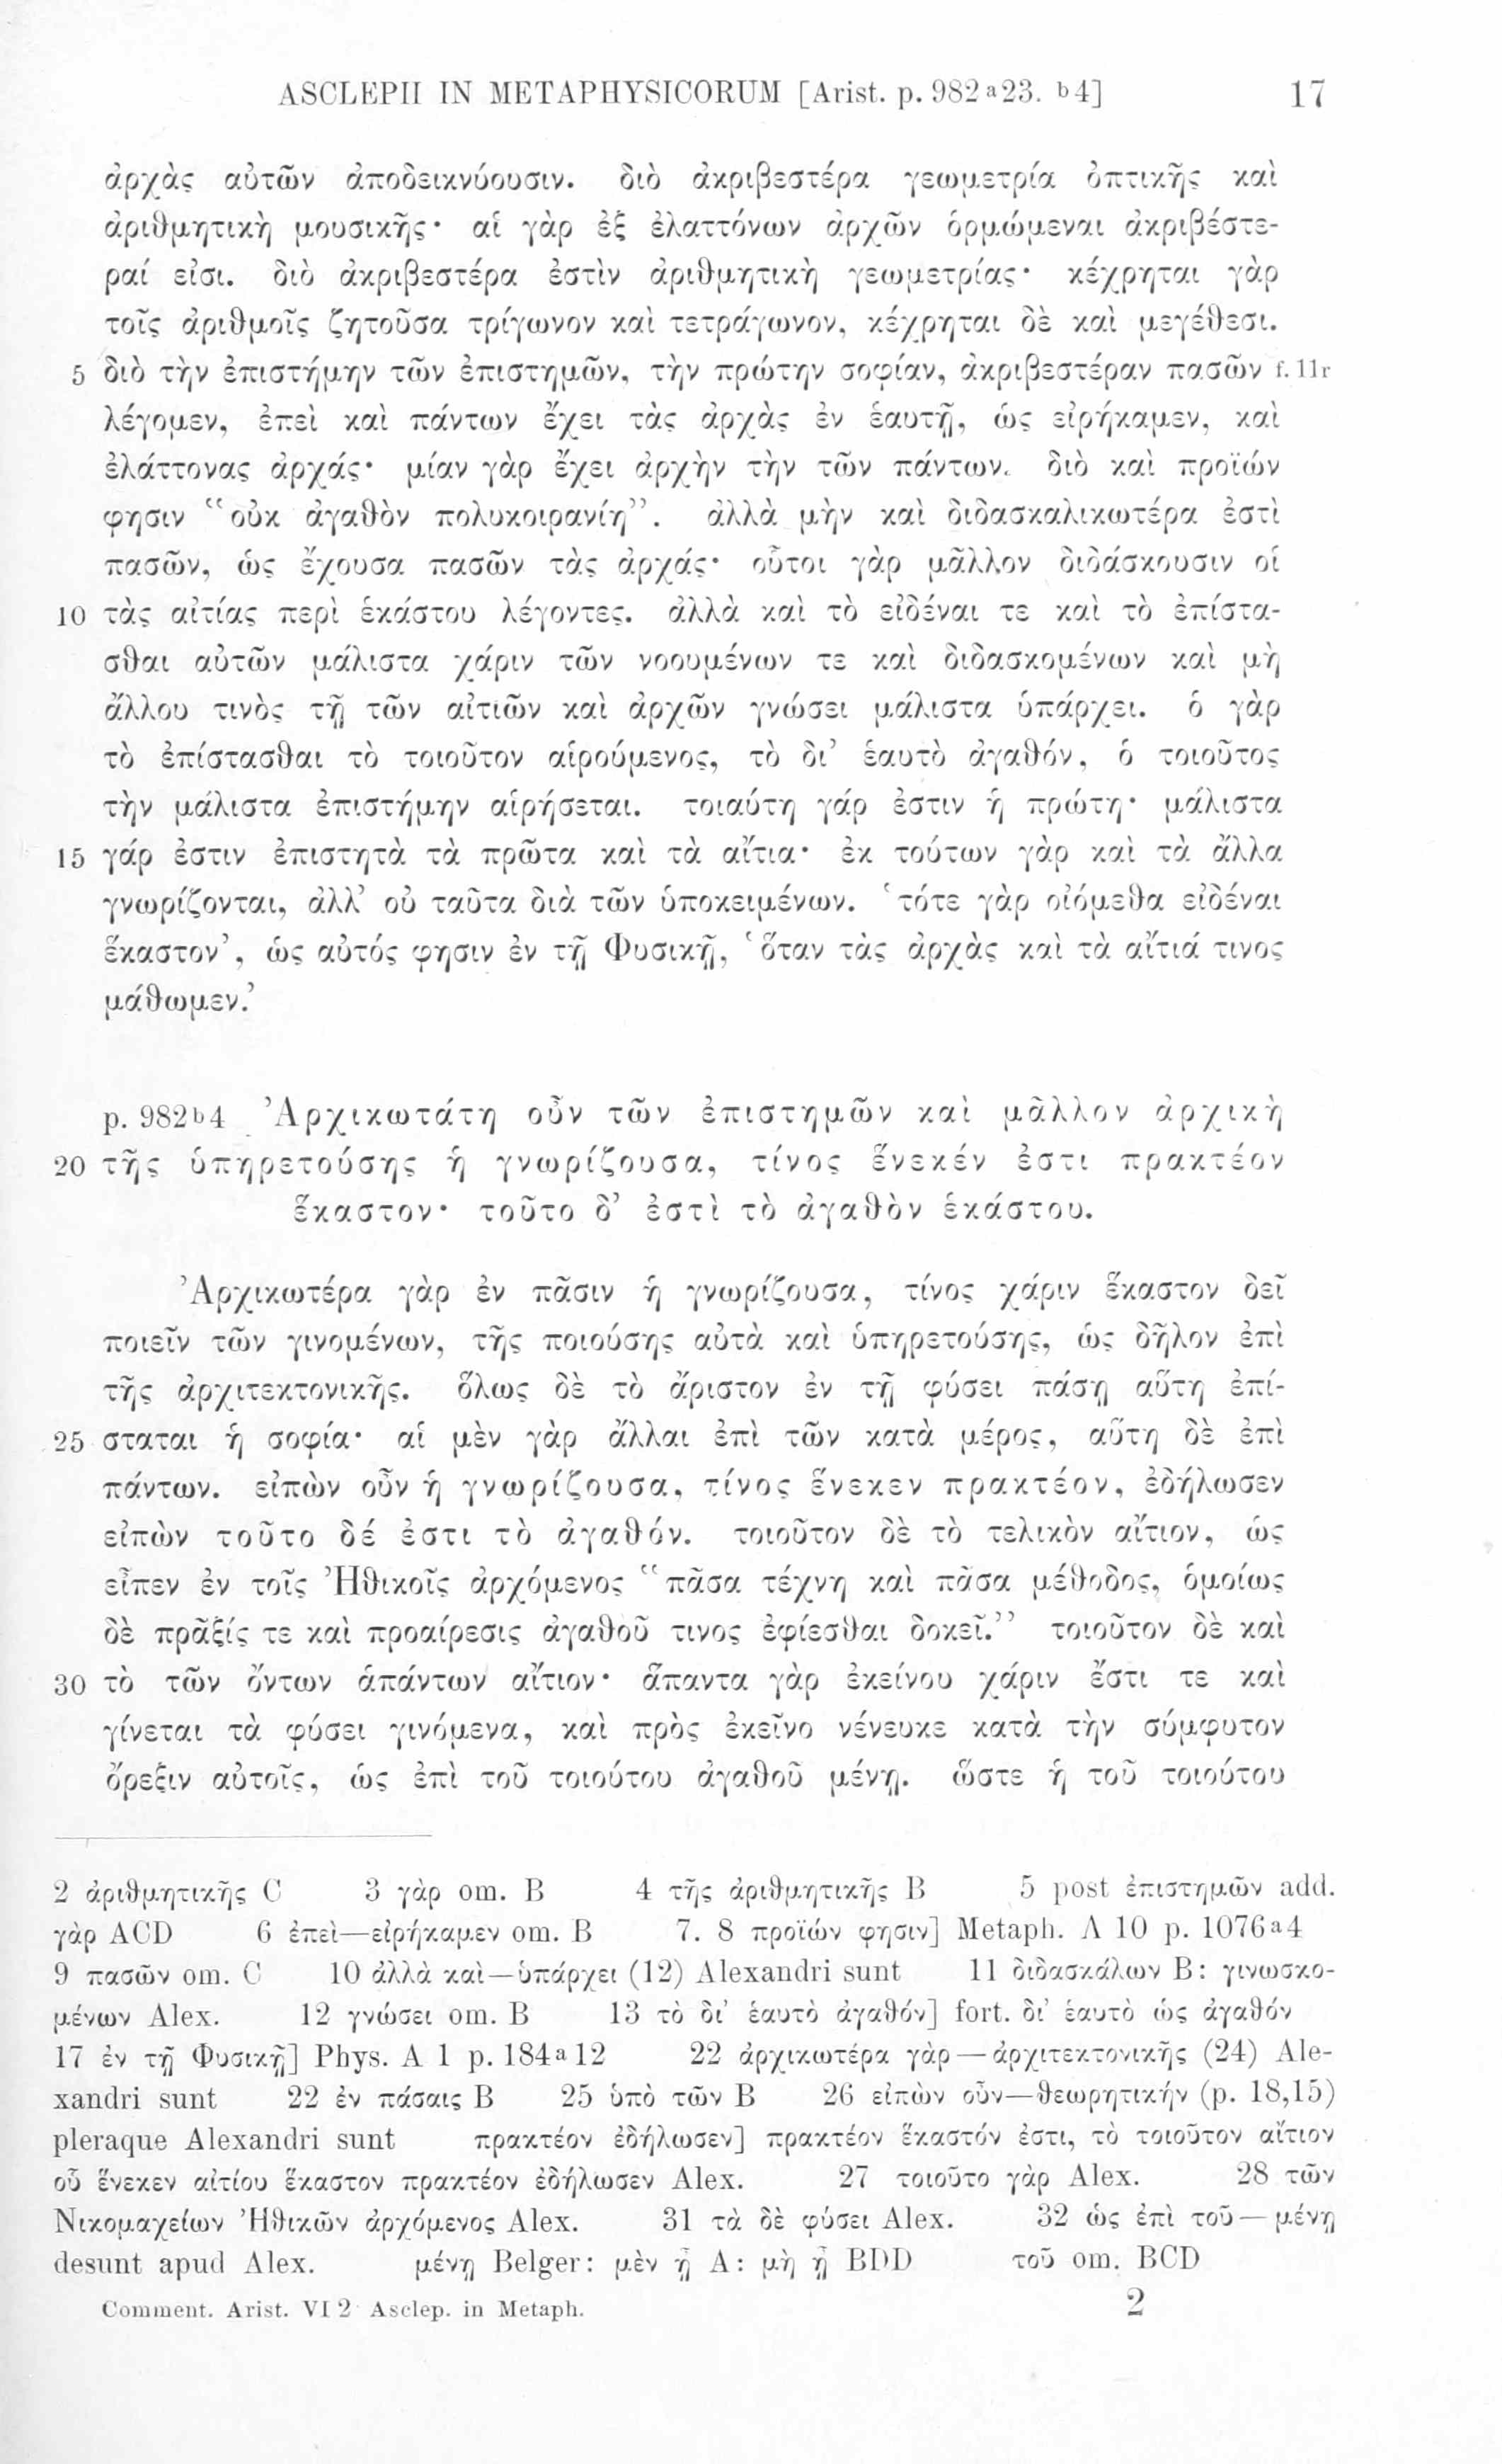 ASCLEPII IN METAPHYSICORUM [Arist. p. 982ᵃ23. ᵇ4] 17
ἀρχὰς αὐτῶν ἀποδεικνύουσιν. διὸ ἀκριβεστέρα γεωμετρία ὀπτικῆς καὶ
ἀριθμητικὴ μουσικῆς· αἱ γὰρ ἐξ ἐλαττόνων ἀρχῶν ὁρμώμεναι ἀκριβέστε-
ραί εἰσι. διὸ ἀκριβεστέρα ἐστὶν ἀριθμητικὴ γεωμετρίας· κέχρηται γὰρ
τοῖς ἀριθμοῖς ζητοῦσα τρίγωνον καὶ τετράγωνον, κέχρηται δὲ καὶ μεγέθεσι.
5 διὸ τὴν ἐπιστήμην τῶν ἐπιστημῶν, τὴν πρώτην σοφίαν, ἀκριβεστέραν πασῶν f. 11r
λέγομεν, ἐπεὶ καὶ πάντων ἔχει τὰς ἀρχὰς ἐν ἑαυτῇ, ὡς εἰρήκαμεν, καὶ
ἐλάττονας ἀρχάς· μίαν γὰρ ἔχει ἀρχὴν τὴν τῶν πάντων. διὸ καὶ προϊών
φησιν “οὐκ ἀγαθὸν πολυκοιρανίη”. ἀλλὰ μὴν καὶ διδασκαλικωτέρα ἐστὶ
πασῶν, ὡς ἔχουσα πασῶν τὰς ἀρχάς· οὗτοι γὰρ μᾶλλον διδάσκουσιν οἱ
10 τὰς αἰτίας περὶ ἑκάστου λέγοντες. ἀλλὰ καὶ τὸ εἰδέναι τε καὶ τὸ ἐπίστα-
σθαι αὐτῶν μάλιστα χάριν τῶν νοουμένων τε καὶ διδασκομένων καὶ μὴ
ἄλλου τινὸς τῇ τῶν αἰτιῶν καὶ ἀρχῶν γνώσει μάλιστα ὑπάρχει. ὁ γὰρ
τὸ ἐπίστασθαι τὸ τοιοῦτον αἱρούμενος, τὸ δι’ ἑαυτὸ ἀγαθόν, ὁ τοιοῦτος
τὴν μάλιστα ἐπιστήμην αἱρήσεται. τοιαύτη γάρ ἐστιν ἡ πρώτη· μάλιστα
15 γάρ ἐστιν ἐπιστητὰ τὰ πρῶτα καὶ τὰ αἴτια· ἐκ τούτων γὰρ καὶ τὰ ἄλλα
γνωρίζονται, ἀλλ’ οὐ ταῦτα διὰ τῶν ὑποκειμένων. ‘τότε γὰρ οἰόμεθα εἰδέναι
ἕκαστον’, ὡς αὐτός φησιν ἐν τῇ Φυσικῇ, ‘ὅταν τὰς ἀρχὰς καὶ τὰ αἴτιά τινος
μάθωμεν.’
p. 982ᵇ4 Ἀρχικωτάτη οὖν τῶν ἐπιστημῶν καὶ μᾶλλον ἀρχικὴ
20 τῆς ὑπηρετούσης ἡ γνωρίζουσα, τίνος ἕνεκέν ἐστι πρακτέον
ἕκαστον· τοῦτο δ’ ἐστὶ τὸ ἀγαθὸν ἑκάστου.
Ἀρχικωτέρα γὰρ ἐν πᾶσιν ἡ γνωρίζουσα, τίνος χάριν ἕκαστον δεῖ
ποιεῖν τῶν γινομένων, τῆς ποιούσης αὐτὰ καὶ ὑπηρετούσης, ὡς δῆλον ἐπὶ
τῆς ἀρχιτεκτονικῆς. ὅλως δὲ τὸ ἄριστον ἐν τῇ φύσει πάσῃ αὕτη ἐπί-
25 σταται ἡ σοφία· αἱ μὲν γὰρ ἄλλαι ἐπὶ τῶν κατὰ μέρος, αὕτη δὲ ἐπὶ
πάντων. εἰπὼν οὖν ἡ γνωρίζουσα, τίνος ἕνεκεν πρακτέον, ἐδήλωσεν
εἰπὼν τοῦτο δέ ἐστι τὸ ἀγαθόν. τοιοῦτον δὲ τὸ τελικὸν αἴτιον, ὡς
εἶπεν ἐν τοῖς Ἠθικοῖς ἀρχόμενος “πᾶσα τέχνη καὶ πᾶσα μέθοδος, ὁμοίως
δὲ πρᾶξίς τε καὶ προαίρεσις ἀγαθοῦ τινος ἐφίεσθαι δοκεῖ.” τοιοῦτον δὲ καὶ
30 τὸ τῶν ὄντων ἁπάντων αἴτιον· ἅπαντα γὰρ ἐκείνου χάριν ἔστι τε καὶ
γίνεται τὰ φύσει γινόμενα, καὶ πρὸς ἐκεῖνο νένευκε κατὰ τὴν σύμφυτον
ὄρεξιν αὐτοῖς, ὡς ἐπὶ τοῦ τοιούτου ἀγαθοῦ μένῃ. ὥστε ἡ τοῦ τοιούτου
2 ἀριθμητικῆς C 3 γὰρ om. B 4 τῆς ἀριθμητικῆς B 5 post ἐπιστημῶν add.
γὰρ ACD 6 ἐπεὶ—εἰρήκαμεν om. B 7. 8 προϊών φησιν] Metaph. Λ 10 p. 1076ᵃ4
9 πασῶν om. C 10 ἀλλὰ καὶ—ὑπάρχει (12) Alexandri sunt 11 διδασκάλων B: γινωσκο-
μένων Alex. 12 γνώσει om. B 13 τὸ δι’ ἑαυτὸ ἀγαθόν] fort. δι’ ἑαυτὸ ὡς ἀγαθόν
17 ἐν τῇ Φυσικῇ] Phys. A 1 p. 184ᵃ12 22 ἀρχικωτέρα γὰρ—ἀρχιτεκτονικῆς (24) Ale-
xandri sunt 22 ἐν πάσαις B 25 ὑπὸ τῶν B 26 εἰπὼν οὖν—θεωρητικήν (p. 18,15)
pleraque Alexandri sunt πρακτέον ἐδήλωσεν] πρακτέον ἕκαστόν ἐστι, τὸ τοιοῦτον αἴτιον
οὗ ἕνεκεν αἰτίου ἕκαστον πρακτέον ἐδήλωσεν Alex. 27 τοιοῦτο γὰρ Alex. 28 τῶν
Νικομαχείων Ἠθικῶν ἀρχόμενος Alex. 31 τὰ δὲ φύσει Alex. 32 ὡς ἐπὶ τοῦ—μένῃ
desunt apud Alex. μένῃ Belger: μὲν ᾖ A: μὴ ᾖ BDD τοῦ om. BCD
Comment. Arist. VI 2 Asclep. in Metaph. 2